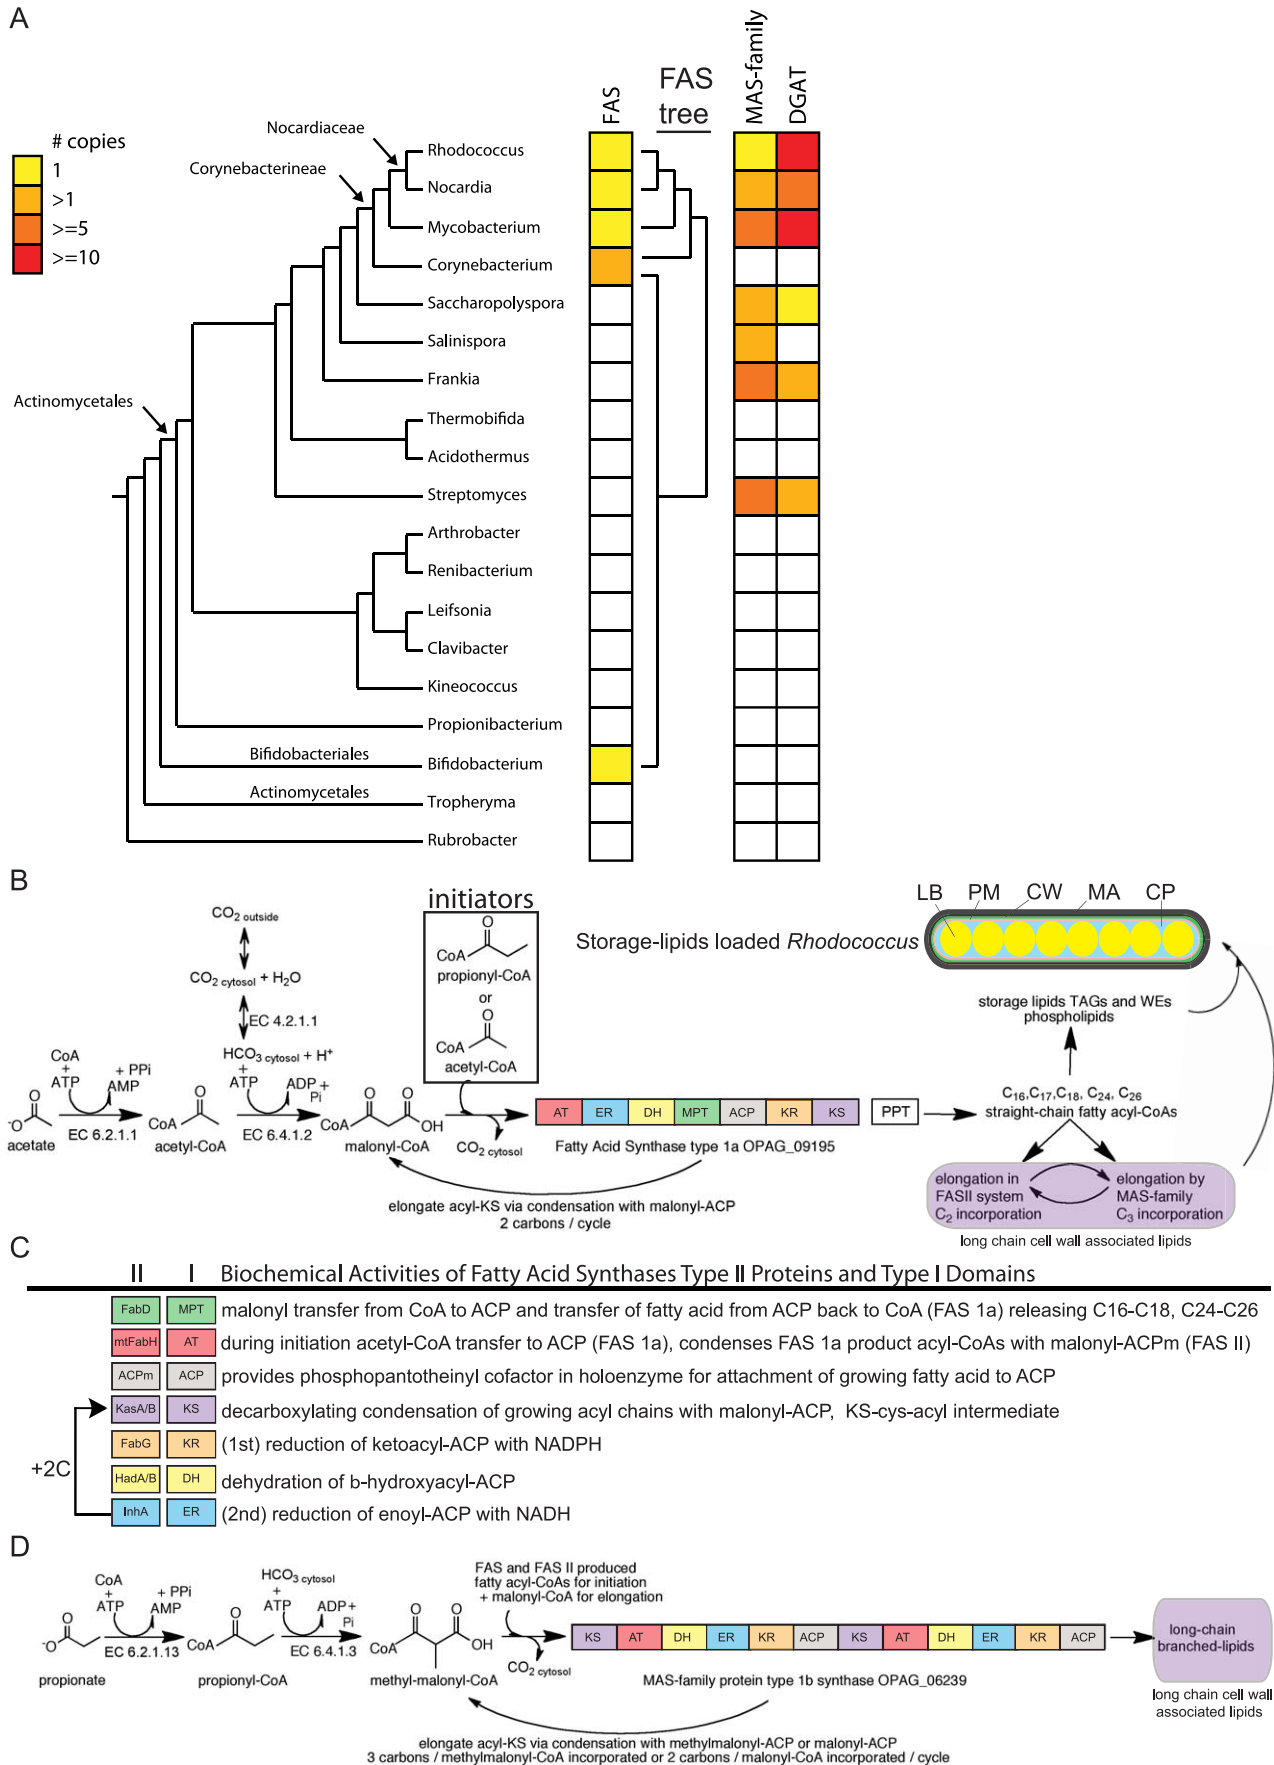 A
# copies
1
>1
>=5
>=10
FAS
FAS
tree
MAS-family
DGAT
Nocardiaceae
Corynebacterineae
Actinomycetales
Rhodococcus
Nocardia
Mycobacterium
Corynebacterium
Saccharopolyspora
Salinispora
Frankia
Thermobifida
Acidothermus
Streptomyces
Arthrobacter
Renibacterium
Leifsonia
Clavibacter
Kineococcus
Propionibacterium
Bifidobacteriales
Bifidobacterium
Actinomycetales
Tropheryma
Rubrobacter
B
CO2 outside
CO2 cytosol + H2O
EC 4.2.1.1
HCO3 cytosol + H+
CoA
+
ATP
+ PPi
AMP
EC 6.2.1.1
-O
O
acetate
CoA
O
acetyl-CoA
+
ATP
ADP +
Pi
EC 6.4.1.2
CoA
O
O
OH
malonyl-CoA
initiators
O
CoA
propionyl-CoA
or
O
CoA
acetyl-CoA
CO2 cytosol
AT ER DH MPT ACP KR KS
PPT
Fatty Acid Synthase type 1a OPAG_09195
elongate acyl-KS via condensation with malonyl-ACP
2 carbons / cycle
LB PM CW MA CP
Storage-lipids loaded Rhodococcus
storage lipids TAGs and WEs
phospholipids
C16,C17, C18, C24, C26
straight-chain fatty acyl-CoAs
elongation in
FASII system
C2 incorporation
elongation by
MAS-family
C3 incorporation
long chain cell wall associated lipids
C
II I Biochemical Activities of Fatty Acid Synthases Type II Proteins and Type I Domains
FabD MPT malonyl transfer from CoA to ACP and transfer of fatty acid from ACP back to CoA (FAS 1a) releasing C16-C18, C24-C26
mtFabH AT during initiation acetyl-CoA transfer to ACP (FAS 1a), condenses FAS 1a product acyl-CoAs with malonyl-ACPm (FAS II)
ACPm ACP provides phosphopantotheinyl cofactor in holoenzyme for attachment of growing fatty acid to ACP
KasA/B KS decarboxylating condensation of growing acyl chains with malonyl-ACP, KS-cys-acyl intermediate
FabG KR (1st) reduction of ketoacyl-ACP with NADPH
+2C
HadA/B DH dehydration of b-hydroxyacyl-ACP
InhA ER (2nd) reduction of enoyl-ACP with NADH
D
CoA
+
ATP
+ PPi
AMP
EC 6.2.1.13
-O
O
propionate
CoA
O
propionyl-CoA
HCO3 cytosol
+
ATP
ADP +
Pi
EC 6.4.1.3
CoA
O
O
OH
methyl-malonyl-CoA
FAS and FAS II produced
fatty acyl-CoAs for initiation
+ malonyl-CoA for elongation
CO2 cytosol
KS AT DH ER KR ACP KS AT DH ER KR ACP
MAS-family protein type 1b synthase OPAG_06239
long-chain
branched-lipids
long chain cell wall
associated lipids
elongate acyl-KS via condensation with methylmalonyl-ACP or malonyl-ACP
3 carbons / methylmalonyl-CoA incorporated or 2 carbons / malonyl-CoA incorporated / cycle